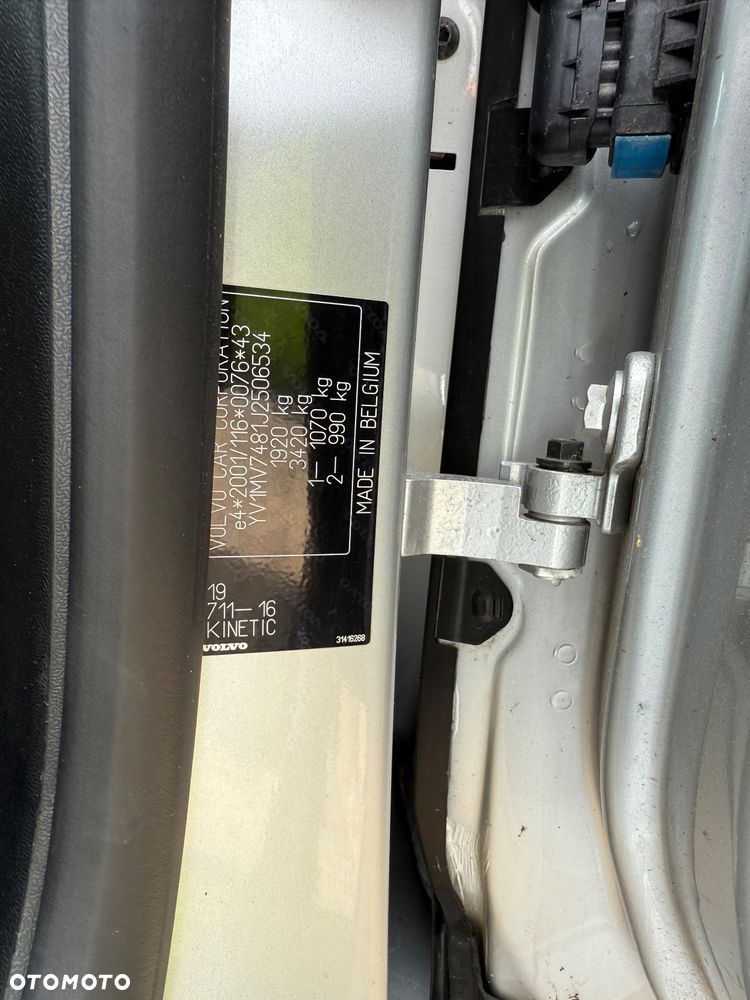 VOLVO CAR CORPORATION
e4*2001/116*0076*43
YV1MV7481J2506534
1920 kg
3420 kg
1– 1070 kg
2– 990 kg
MADE IN BELGIUM
19
711–16
KINETIC
VOLVO
31416268
OTOMOTO